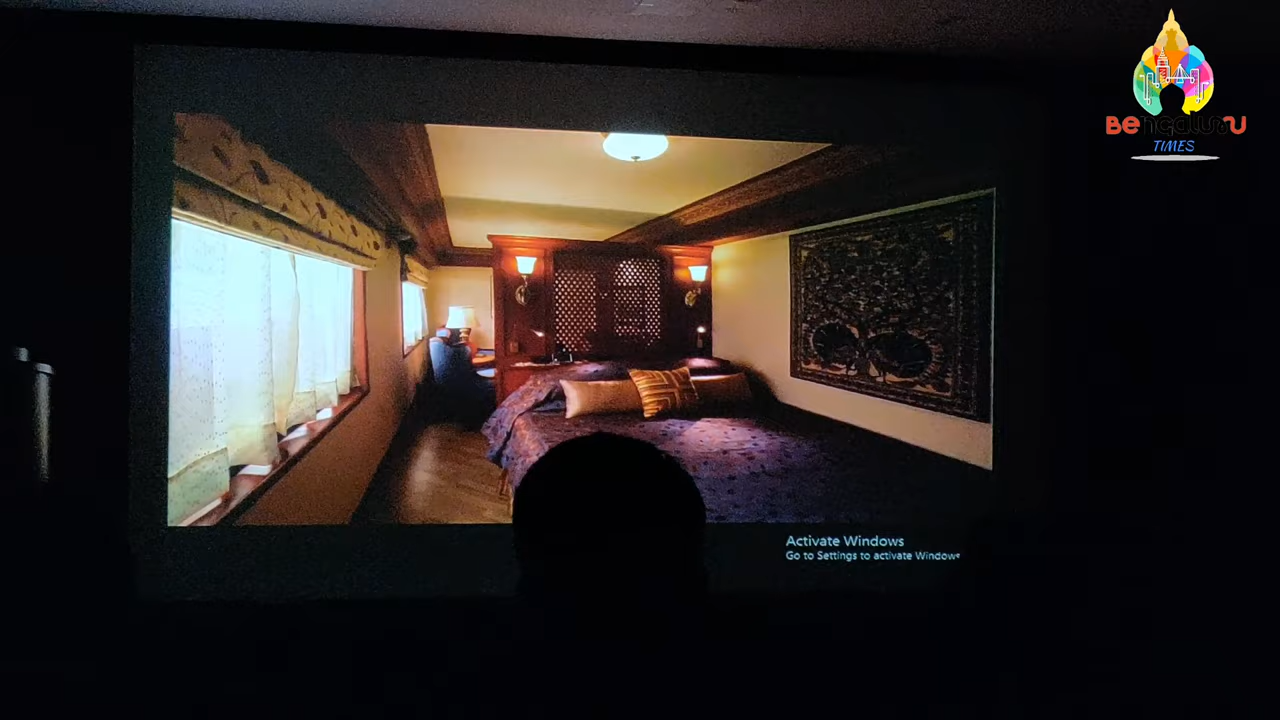 BENGALURU
TIMES
Activate Windows
Go to Settings to activate Windows